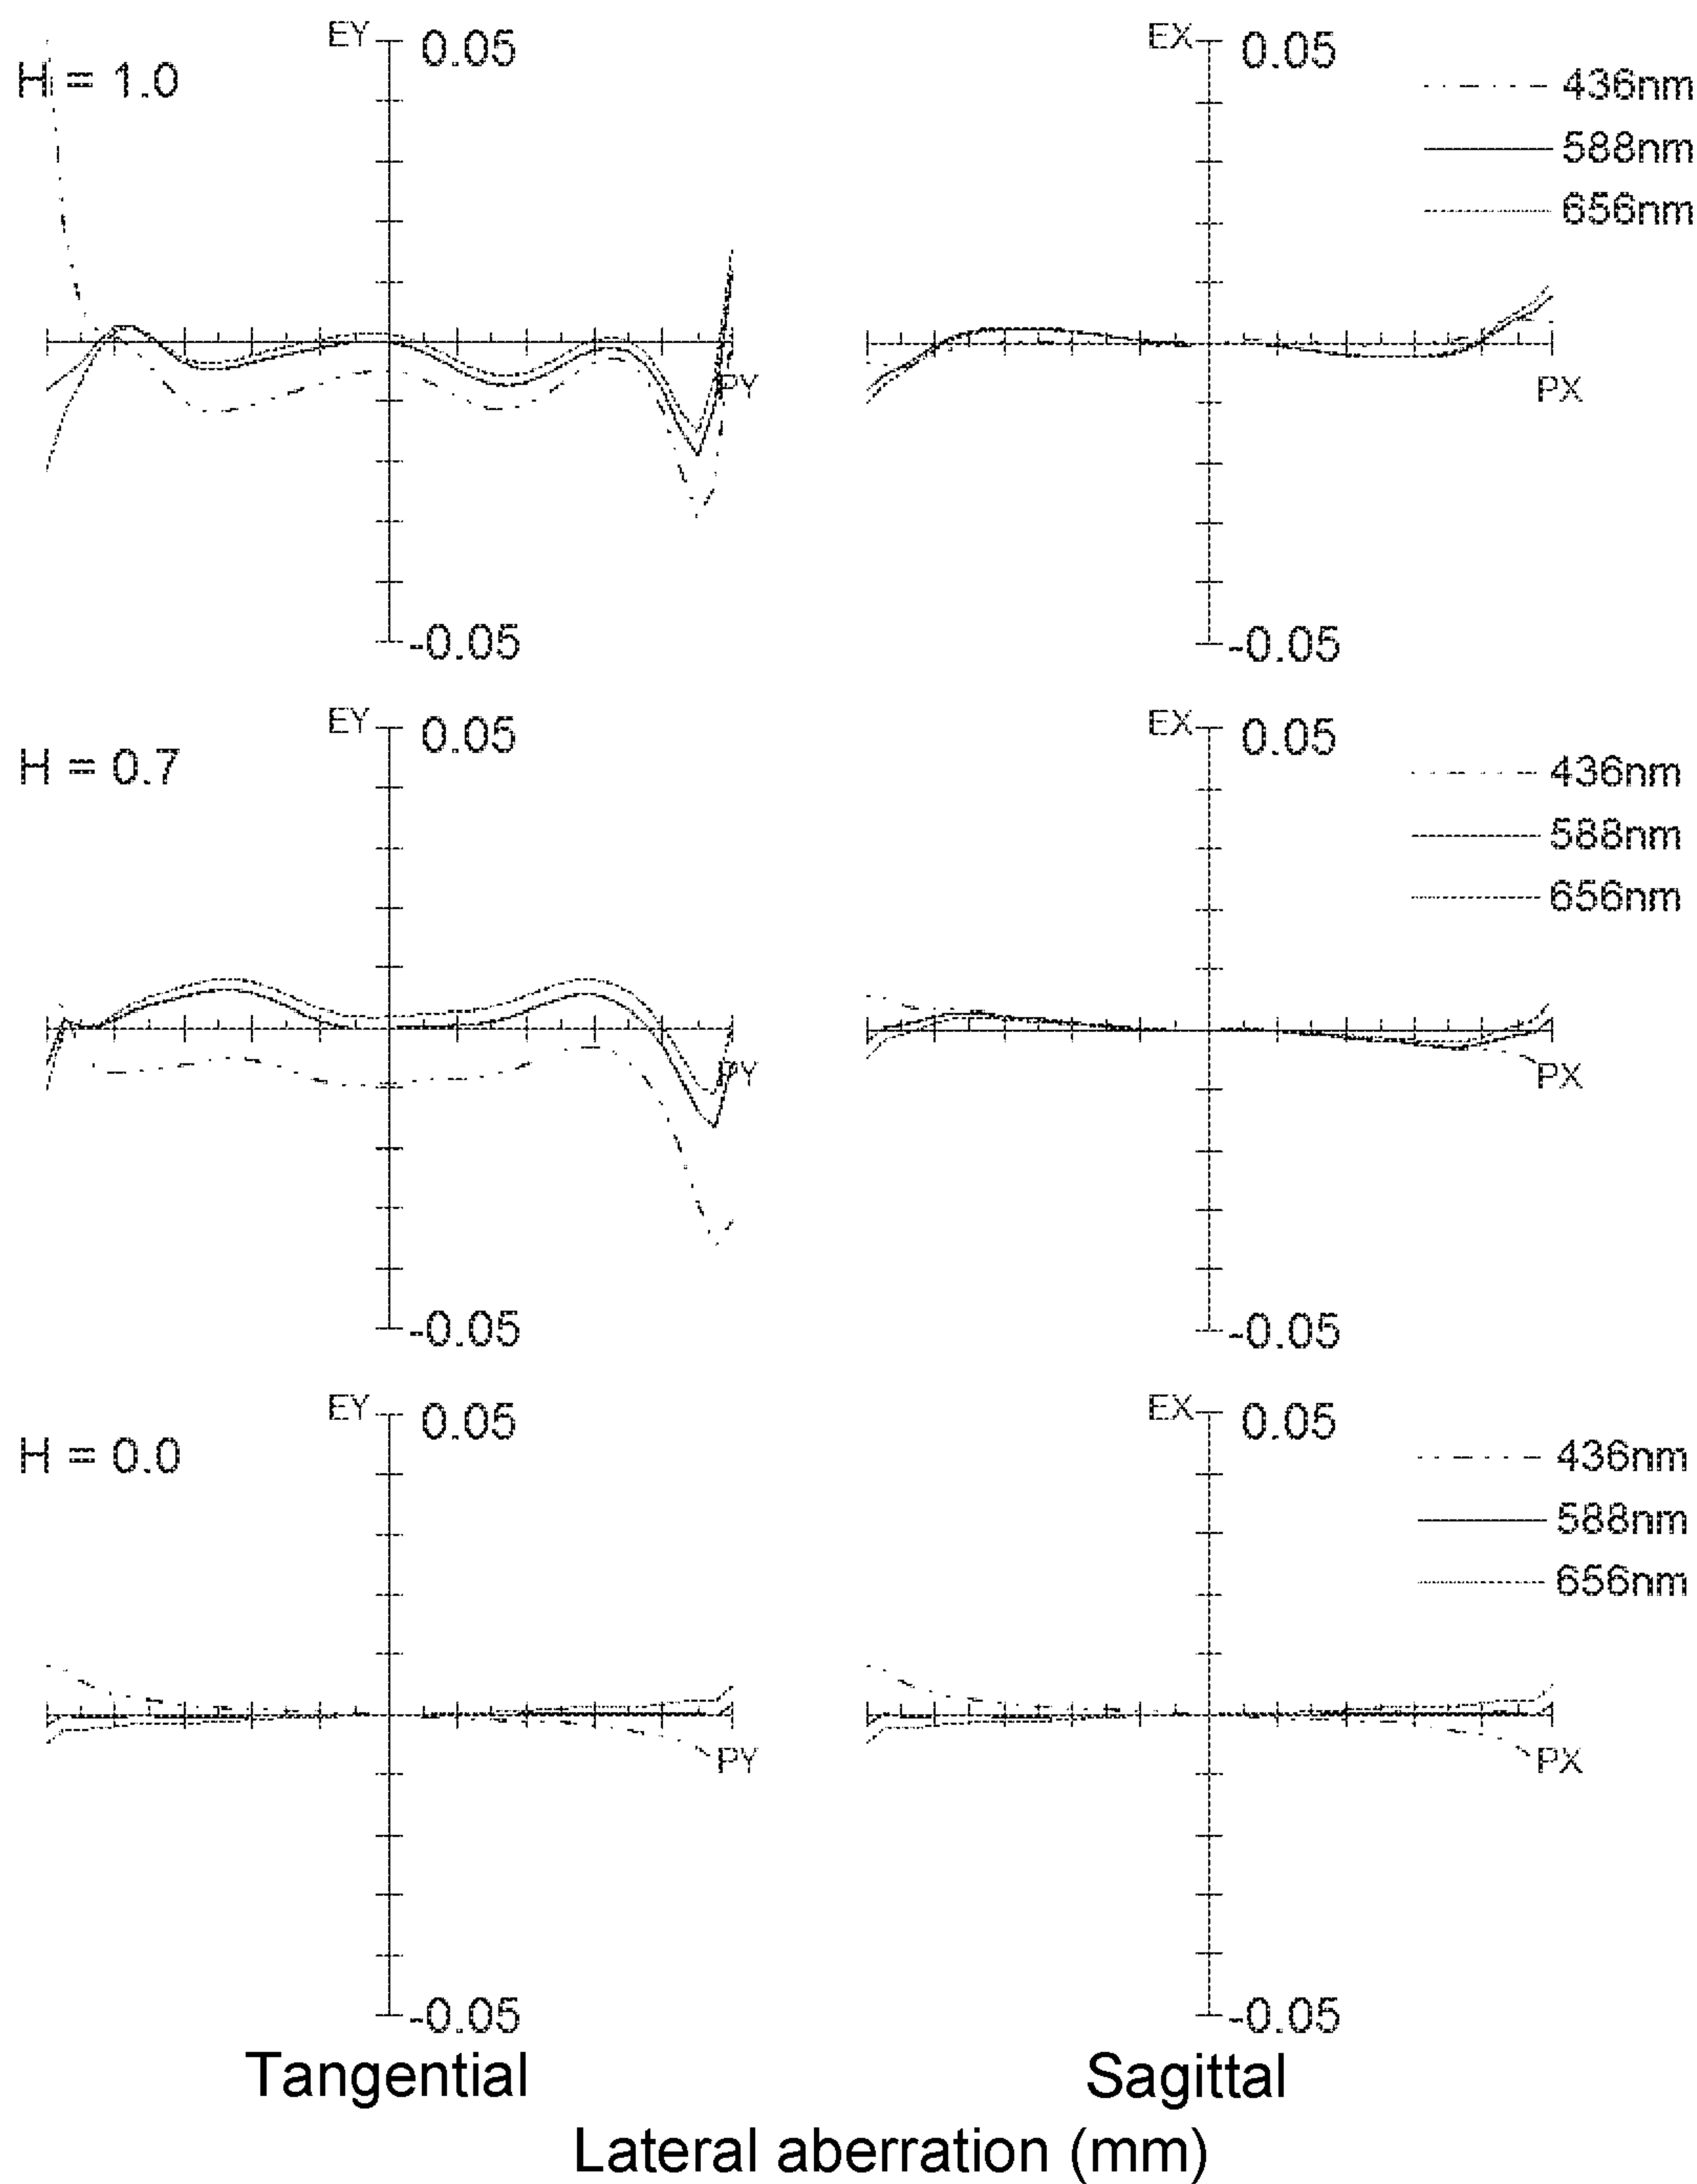 EY 0.05
EX 0.05
H = 1.0
436nm
588nm
656nm
PY
PX
-0.05
-0.05
EY 0.05
EX 0.05
H = 0.7
436nm
588nm
656nm
PY
PX
-0.05
-0.05
EY 0.05
EX 0.05
H = 0.0
436nm
588nm
656nm
PY
PX
-0.05
-0.05
Tangential
Sagittal
Lateral aberration (mm)